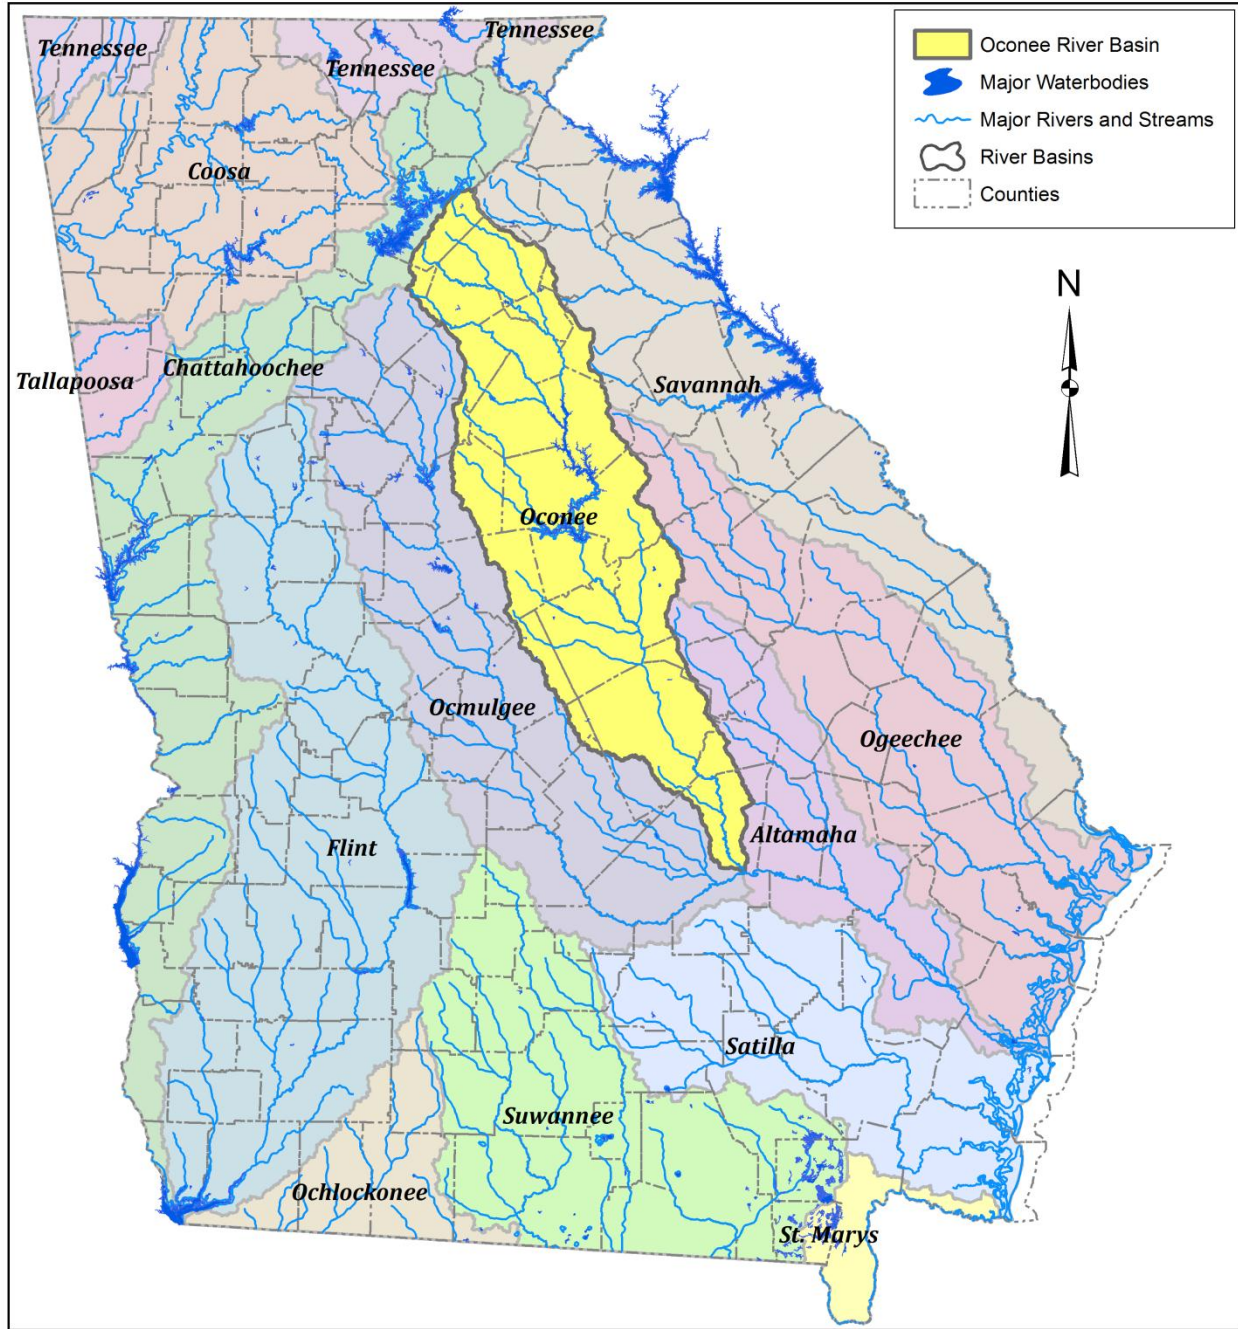 Tennessee
Tennessee
Tennessee
Oconee River Basin
Major Waterbodies
Major Rivers and Streams
River Basins
Counties
Coosa
N
Chattahoochee
Tallapoosa
Savannah
Oconee
Ocmulgee
Ogeechee
Flint
Altamaha
Satilla
Suwannee
Ochlockonee
St. Marys